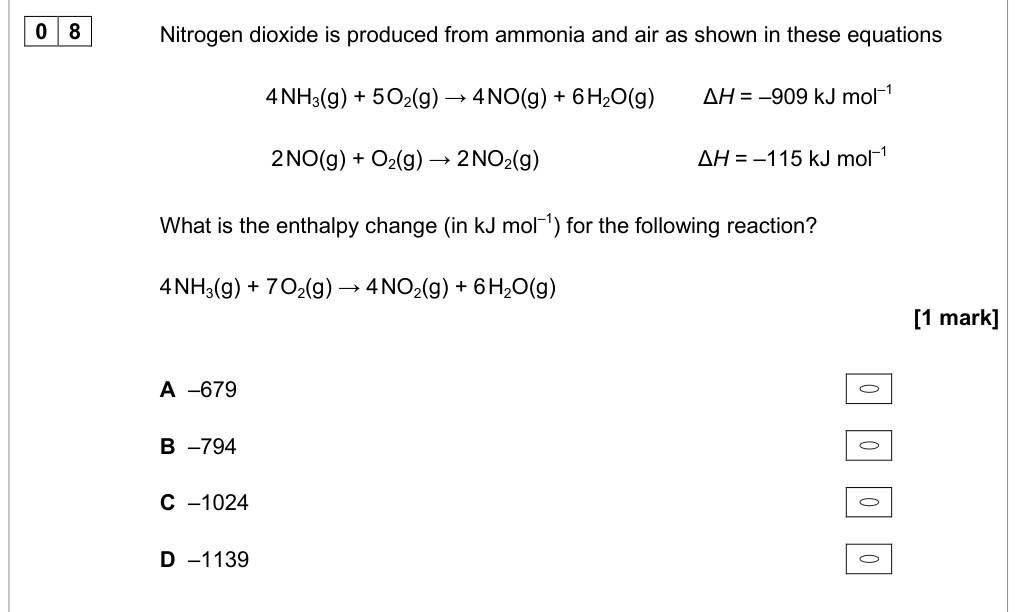 0 8 Nitrogen dioxide is produced from ammonia and air as shown in these equations
4NH₃(g) + 5O₂(g) → 4NO(g) + 6H₂O(g) ΔH = –909 kJ mol⁻¹
2NO(g) + O₂(g) → 2NO₂(g) ΔH = –115 kJ mol⁻¹
What is the enthalpy change (in kJ mol⁻¹) for the following reaction?
4NH₃(g) + 7O₂(g) → 4NO₂(g) + 6H₂O(g)
[1 mark]
A –679
B –794
C –1024
D –1139